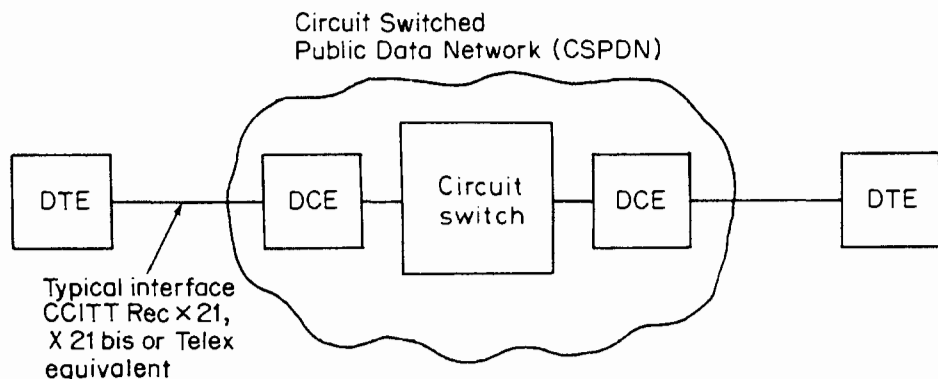 Circuit Switched
Public Data Network (CSPDN)
DTE
DCE
Circuit
switch
DCE
DTE
Typical interface
CCITT Rec X 21,
X 21 bis or Telex
equivalent